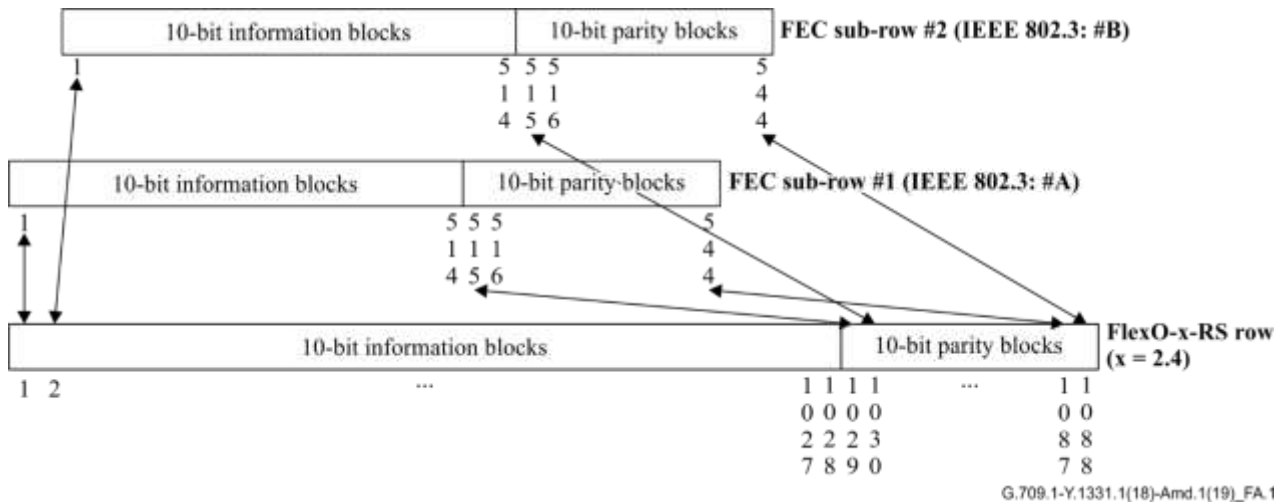 10-bit information blocks 10-bit parity blocks FEC sub-row #2 (IEEE 802.3: #B)
1 514 515 516 544
10-bit information blocks 10-bit parity blocks FEC sub-row #1 (IEEE 802.3: #A)
1 514 515 516 544
10-bit information blocks 10-bit parity blocks FlexO-x-RS row
(x = 2.4)
1 2 ... 1027 1028 1029 1030 ... 1087 1088
G.709.1-Y.1331.1(18)-Amd.1(19)_FA.1